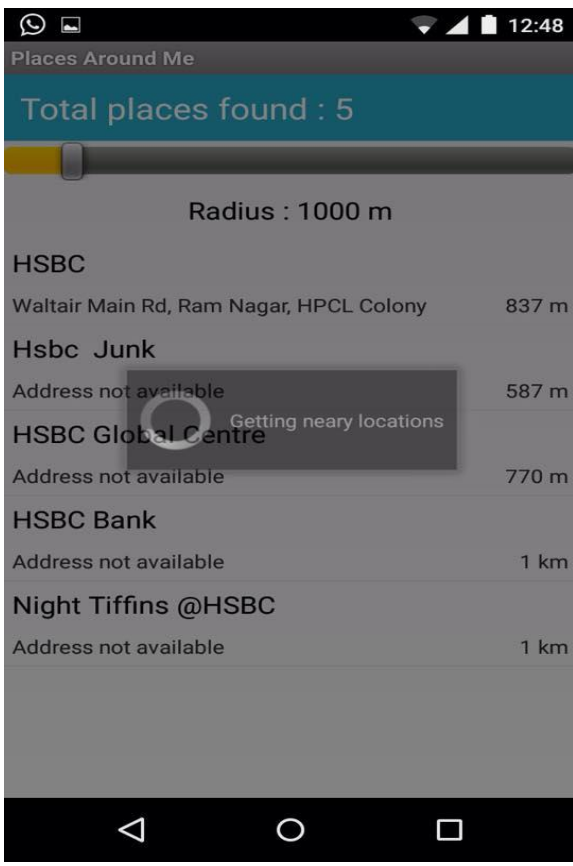 12:48
Places Around Me
Total places found : 5
Radius : 1000 m
HSBC
Waltair Main Rd, Ram Nagar, HPCL Colony 837 m
Hsbc Junk
Address not available 587 m
Getting neary locations
HSBC Global Centre
Address not available 770 m
HSBC Bank
Address not available 1 km
Night Tiffins @HSBC
Address not available 1 km